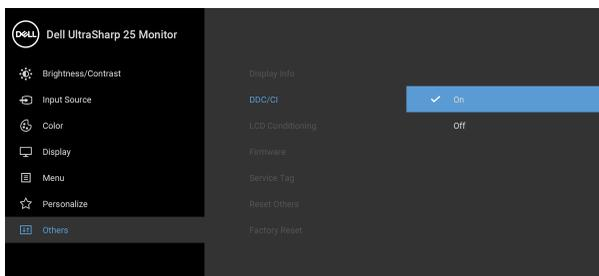 DELL Dell UltraSharp 25 Monitor
Brightness/Contrast
Input Source
Color
Display
Menu
Personalize
Others
Display Info
DDC/CI
LCD Conditioning
Firmware
Service Tag
Reset Others
Factory Reset
On
Off